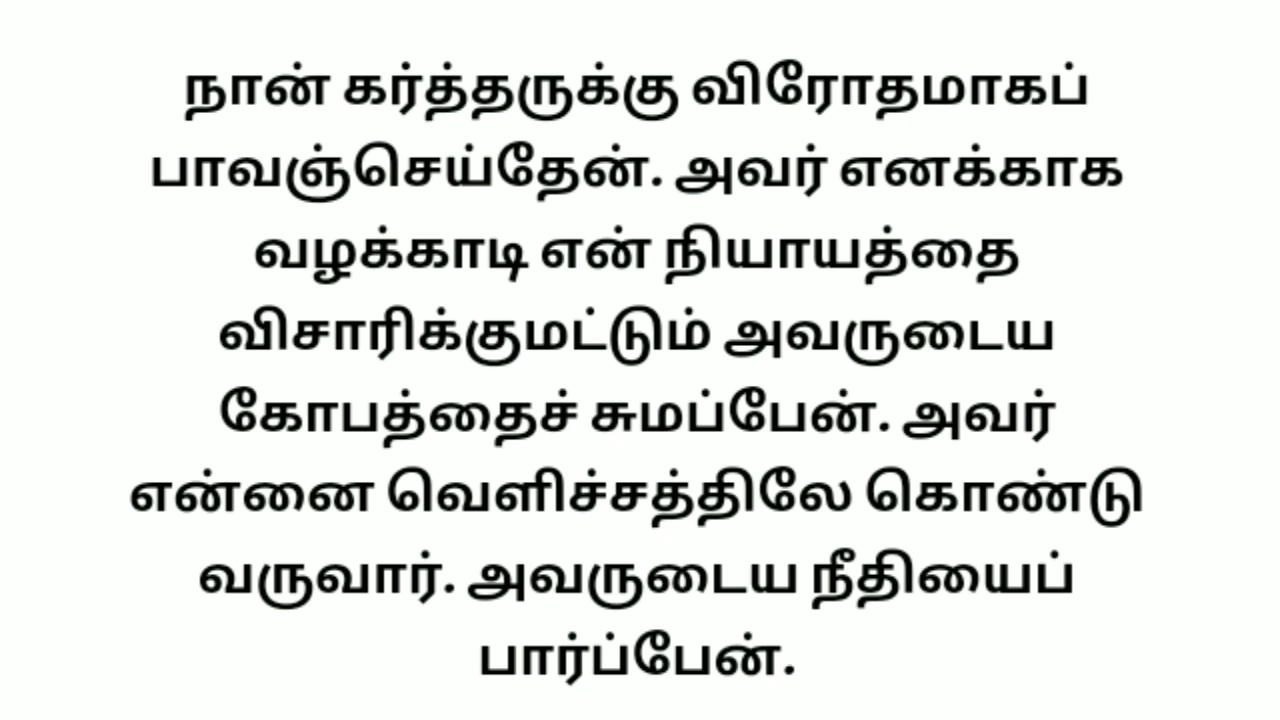 நான் கர்த்தருக்கு விரோதமாகப்
பாவஞ்செய்தேன். அவர் எனக்காக
வழக்காடி என் நியாயத்தை
விசாரிக்குமட்டும் அவருடைய
கோபத்தைச் சுமப்பேன். அவர்
என்னை வெளிச்சத்திலே கொண்டு
வருவார். அவருடைய நீதியைப்
பார்ப்பேன்.